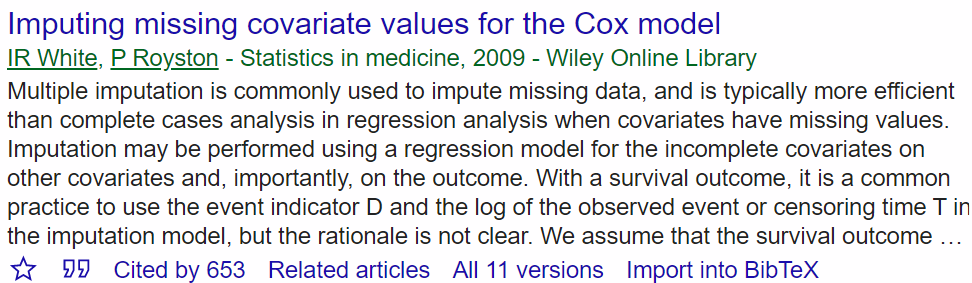 Imputing missing covariate values for the Cox model
IR White, P Royston - Statistics in medicine, 2009 - Wiley Online Library
Multiple imputation is commonly used to impute missing data, and is typically more efficient
than complete cases analysis in regression analysis when covariates have missing values.
Imputation may be performed using a regression model for the incomplete covariates on
other covariates and, importantly, on the outcome. With a survival outcome, it is a common
practice to use the event indicator D and the log of the observed event or censoring time T in
the imputation model, but the rationale is not clear. We assume that the survival outcome …
Cited by 653 Related articles All 11 versions Import into BibTeX